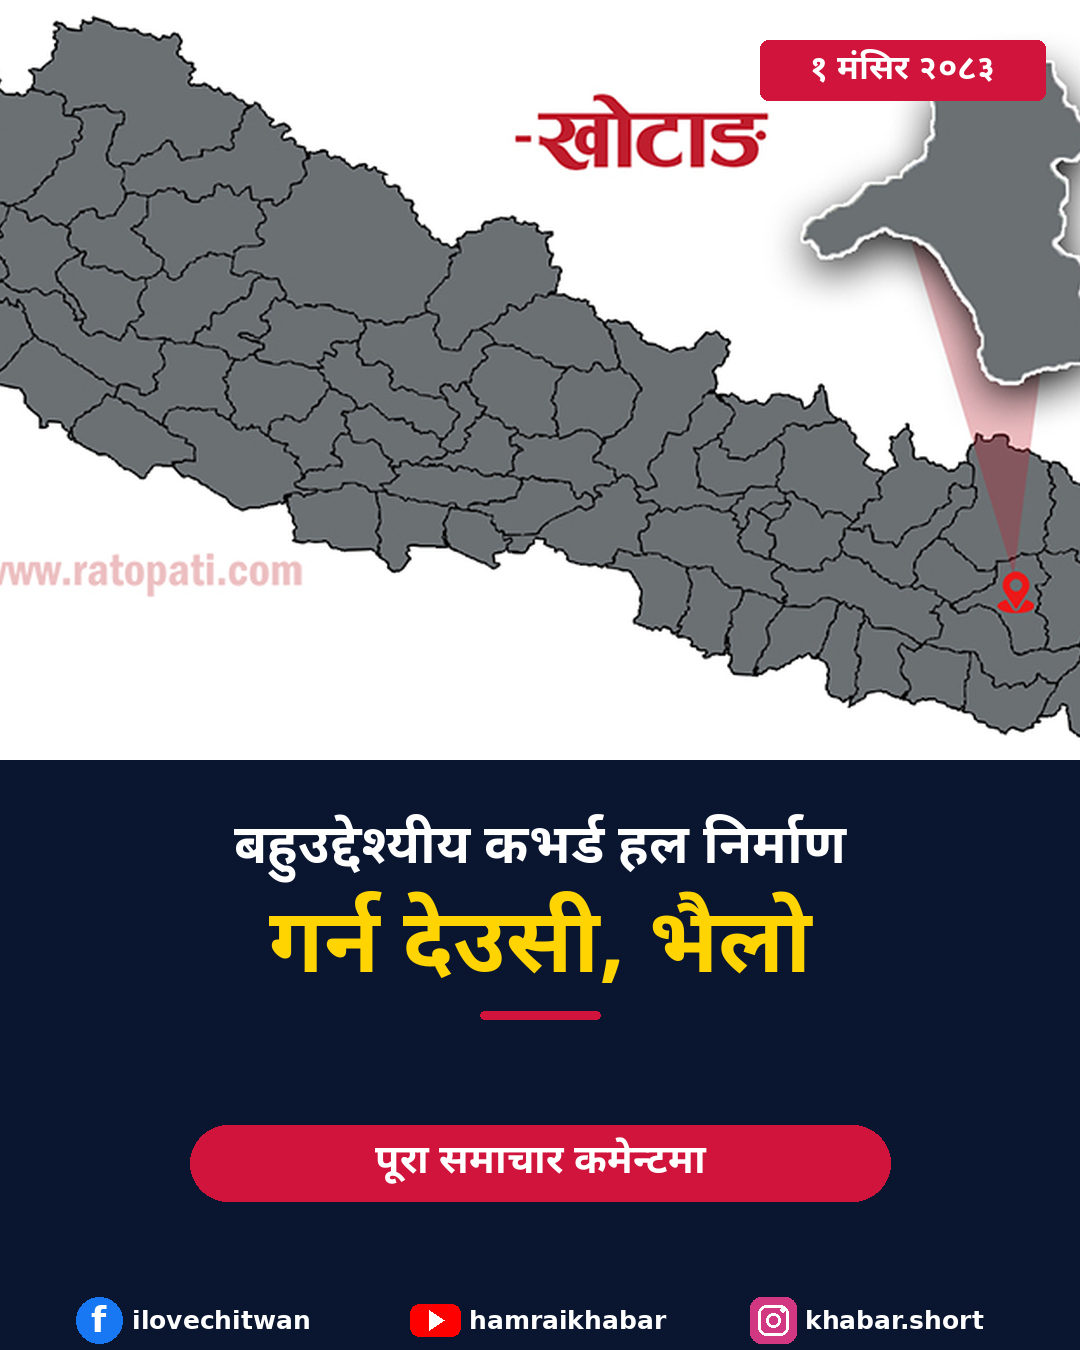 १ मंसिर २०८३
-खोटाङ
www.ratopati.com
बहुउद्देश्यीय कभर्ड हल निर्माण
गर्न देउसी, भैलो
पूरा समाचार कमेन्टमा
ilovechitwan
hamraikhabar
khabar.short